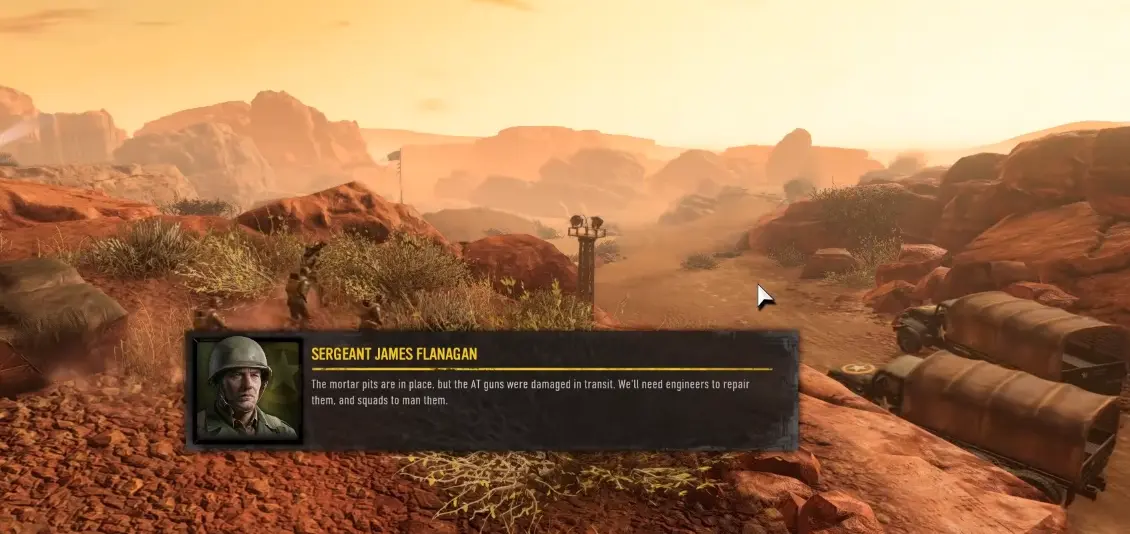 SERGEANT JAMES FLANAGAN
The mortar pits are in place, but the AT guns were damaged in transit. We'll need engineers to repair
them, and squads to man them.